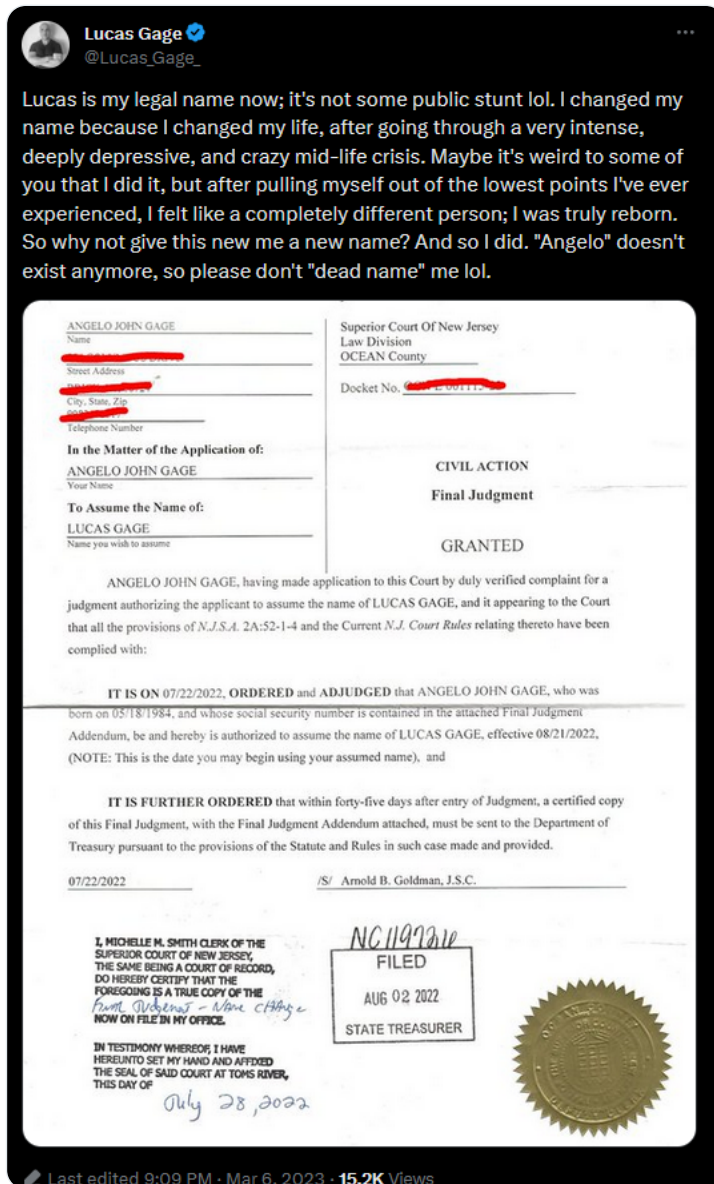 Lucas Gage
@Lucas_Gage_
Lucas is my legal name now; it's not some public stunt lol. I changed my
name because I changed my life, after going through a very intense,
deeply depressive, and crazy mid-life crisis. Maybe it's weird to some of
you that I did it, but after pulling myself out of the lowest points I've ever
experienced, I felt like a completely different person; I was truly reborn.
So why not give this new me a new name? And so I did. "Angelo" doesn't
exist anymore, so please don't "dead name" me lol.
ANGELO JOHN GAGE
Name
Street Address
City, State, Zip
Telephone Number
In the Matter of the Application of:
ANGELO JOHN GAGE
Your Name
To Assume the Name of:
LUCAS GAGE
Name you wish to assume
Superior Court Of New Jersey
Law Division
OCEAN County
Docket No.
CIVIL ACTION
Final Judgment
GRANTED
ANGELO JOHN GAGE, having made application to this Court by duly verified complaint for a
judgment authorizing the applicant to assume the name of LUCAS GAGE, and it appearing to the Court
that all the provisions of N.J.S.A. 2A:52-1-4 and the Current N.J. Court Rules relating thereto have been
complied with:
IT IS ON 07/22/2022, ORDERED and ADJUDGED that ANGELO JOHN GAGE, who was
born on 05/18/1984, and whose social security number is contained in the attached Final Judgment
Addendum, be and hereby is authorized to assume the name of LUCAS GAGE, effective 08/21/2022,
(NOTE: This is the date you may begin using your assumed name), and
IT IS FURTHER ORDERED that within forty-five days after entry of Judgment, a certified copy
of this Final Judgment, with the Final Judgment Addendum attached, must be sent to the Department of
Treasury pursuant to the provisions of the Statute and Rules in such case made and provided.
07/22/2022
/S/ Arnold B. Goldman, J.S.C.
I, MICHELLE M. SMITH CLERK OF THE
SUPERIOR COURT OF NEW JERSEY,
THE SAME BEING A COURT OF RECORD,
DO HEREBY CERTIFY THAT THE
FOREGOING IS A TRUE COPY OF THE
Final Judgment - Name Change
NOW ON FILE IN MY OFFICE.
IN TESTIMONY WHEREOF, I HAVE
HEREUNTO SET MY HAND AND AFFIXED
THE SEAL OF SAID COURT AT TOMS RIVER,
THIS DAY OF
July 28, 2022
FILED
AUG 02 2022
STATE TREASURER
Last edited 9:09 PM · Mar 6, 2023 · 15.2K Views